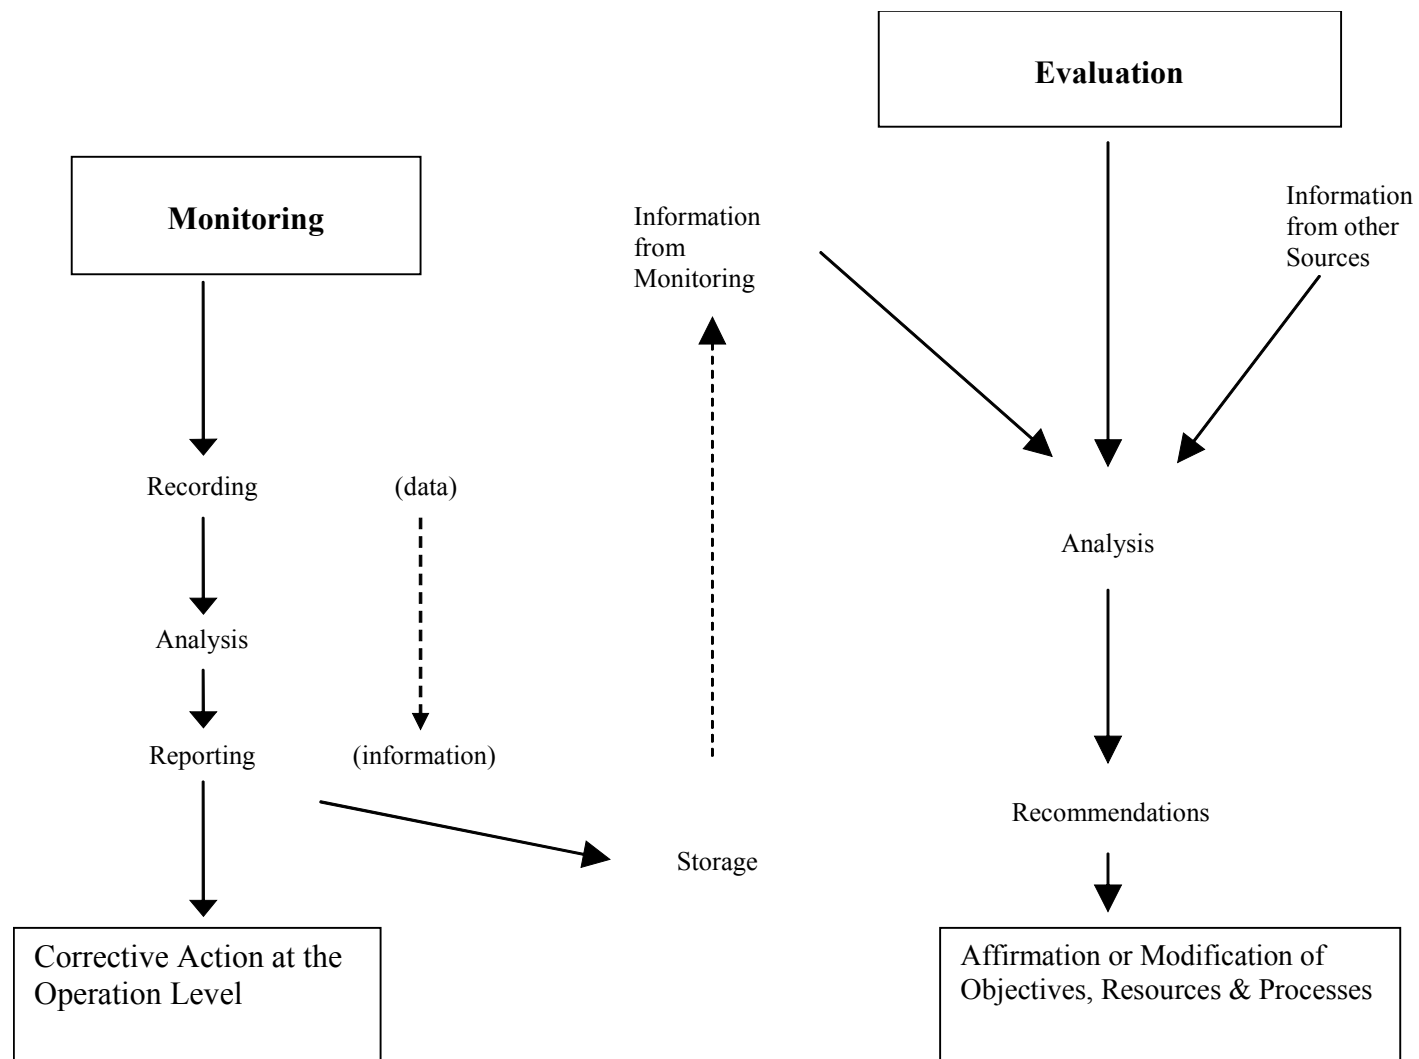 Evaluation
Monitoring
Information
from
Monitoring
Information
from other
Sources
Recording
(data)
Analysis
Analysis
Reporting
(information)
Recommendations
Storage
Corrective Action at the
Operation Level
Affirmation or Modification of
Objectives, Resources & Processes